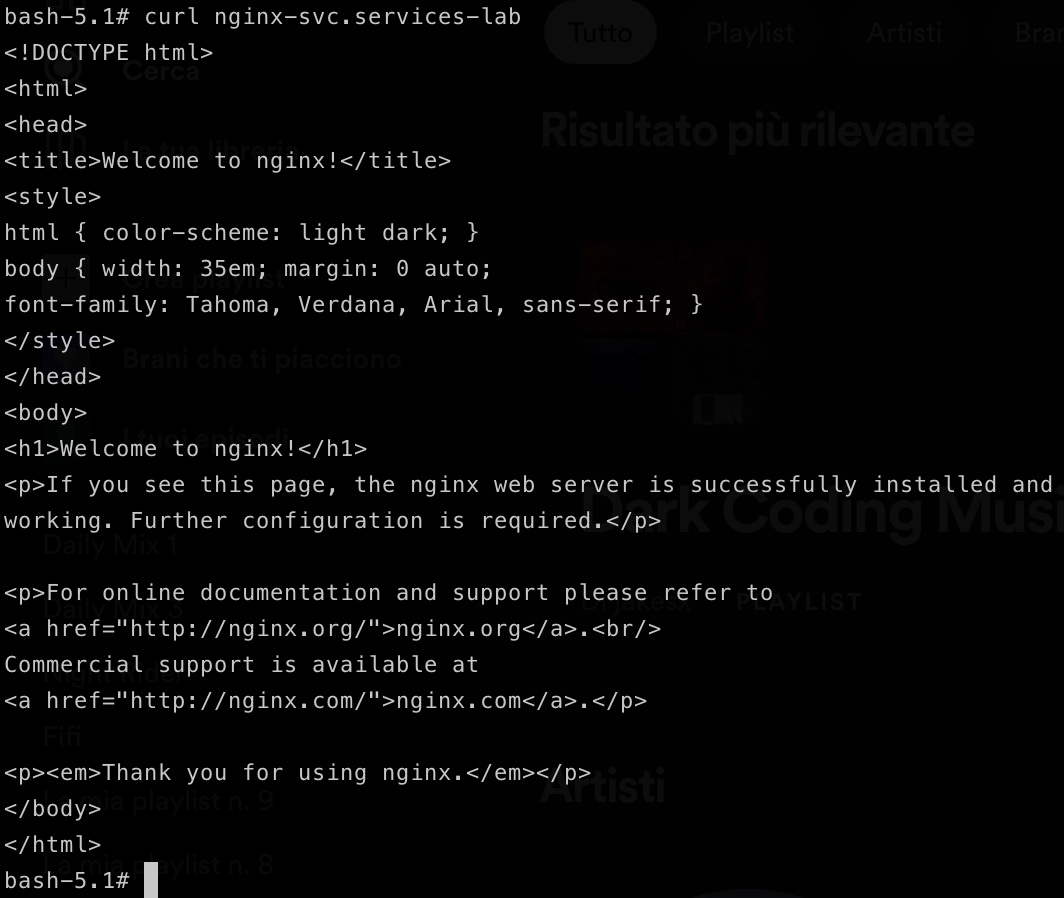 bash-5.1# curl nginx-svc.services-lab
<!DOCTYPE html>
<html>
<head>
<title>Welcome to nginx!</title>
<style>
html { color-scheme: light dark; }
body { width: 35em; margin: 0 auto;
font-family: Tahoma, Verdana, Arial, sans-serif; }
</style>
</head>
<body>
<h1>Welcome to nginx!</h1>
<p>If you see this page, the nginx web server is successfully installed and
working. Further configuration is required.</p>

<p>For online documentation and support please refer to
<a href="http://nginx.org/">nginx.org</a>.<br/>
Commercial support is available at
<a href="http://nginx.com/">nginx.com</a>.</p>

<p><em>Thank you for using nginx.</em></p>
</body>
</html>
bash-5.1#
Tutto
Playlist
Artisti
Cerca
Risultato più rilevante
La tua libreria
Crea playlist
Brani che ti piacciono
I tuoi episodi
Dark Coding
Daily Mix 1
Daily Mix 3
PLAYLIST
Night Rider
Fifi
Artisti
La mia playlist n. 9
La mia playlist n. 8